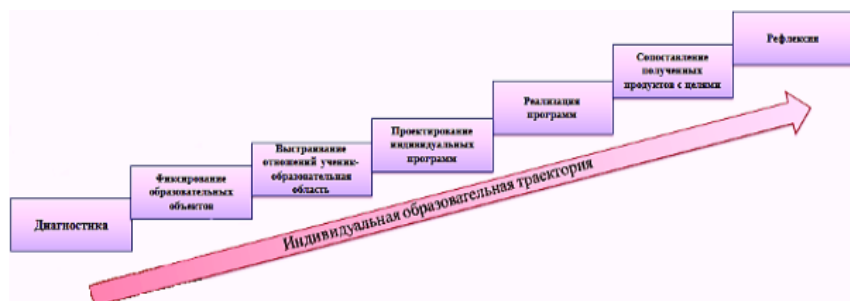 Диагностика
Фиксирование
образовательных
объектов
Выстраивание
отношений ученик-
образовательная
область
Проектирование
индивидуальных
программ
Реализация
программ
Сопоставление
полученных
продуктов с целями
Рефлексия
Индивидуальная образовательная траектория